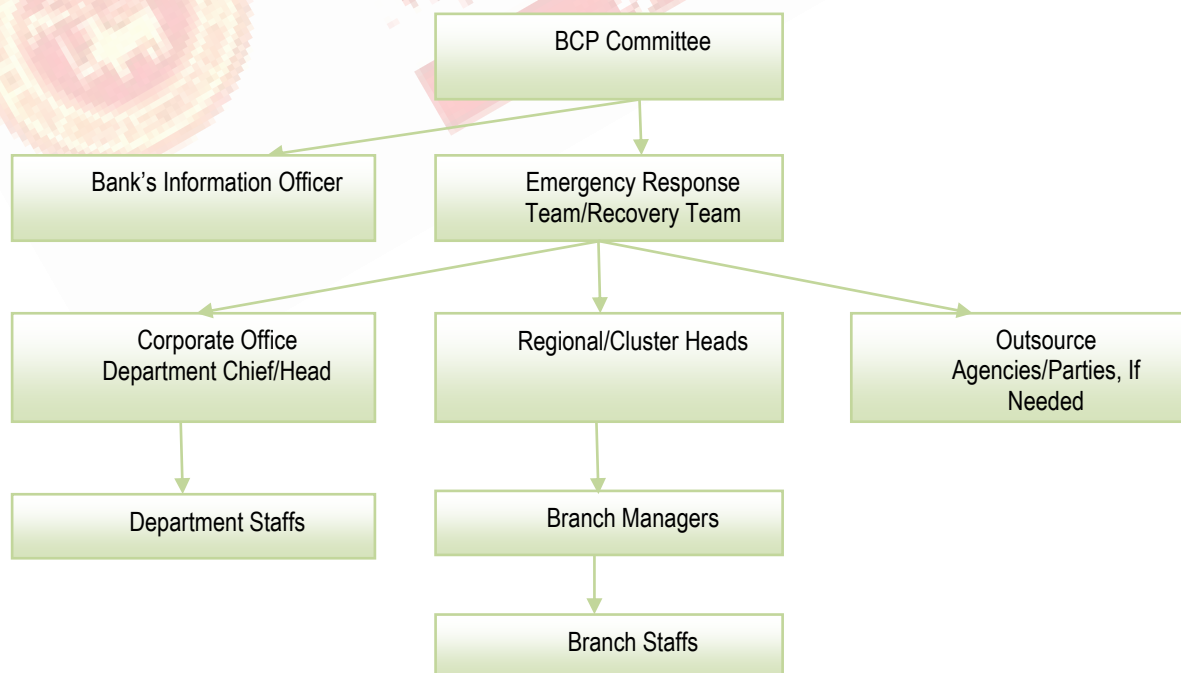 BCP Committee
Bank’s Information Officer
Emergency Response
Team/Recovery Team
Corporate Office
Department Chief/Head
Regional/Cluster Heads
Outsource
Agencies/Parties, If
Needed
Department Staffs
Branch Managers
Branch Staffs